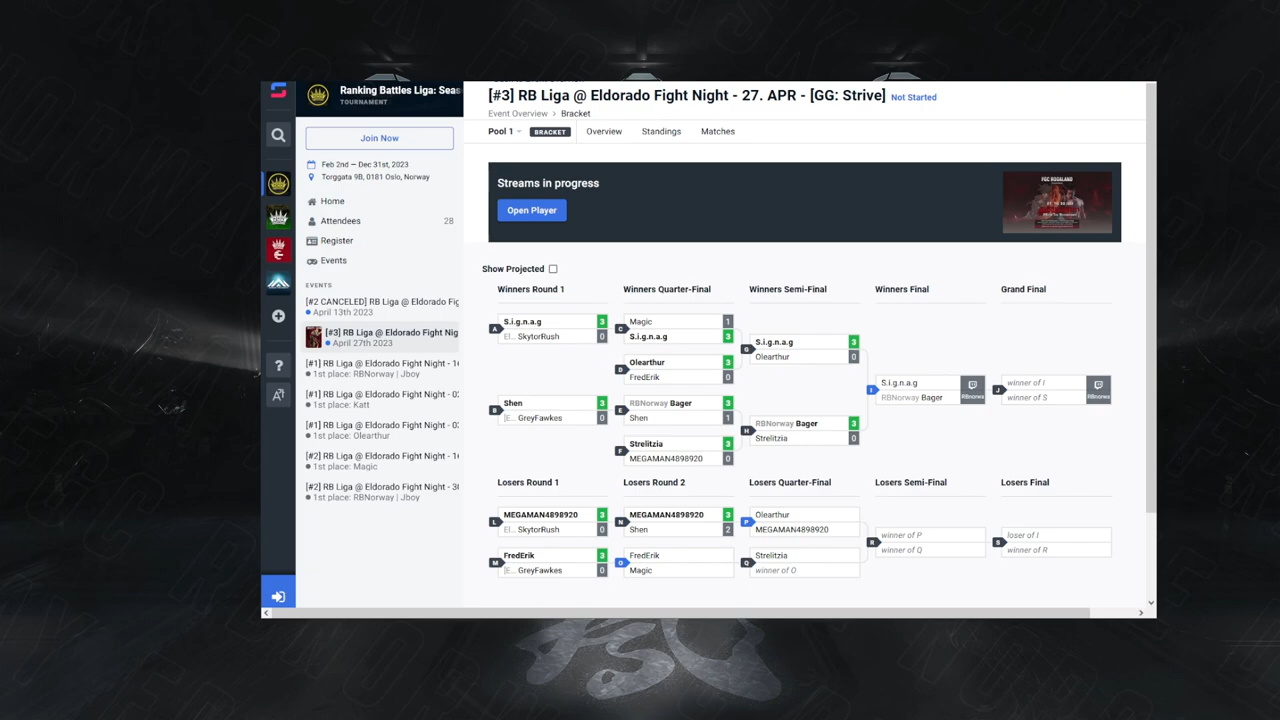 Ranking Battles Liga: Seas
TOURNAMENT
Join Now
Feb 2nd — Dec 31st, 2023
Torggata 9B, 0181 Oslo, Norway
Home
Attendees 28
Register
Events
EVENTS
[#2 CANCELED] RB Liga @ Eldorado Fig
April 13th 2023
[#3] RB Liga @ Eldorado Fight Nig
April 27th 2023
[#1] RB Liga @ Eldorado Fight Night - 1
1st place: RBNorway | Jboy
[#1] RB Liga @ Eldorado Fight Night - 0
1st place: Katt
[#1] RB Liga @ Eldorado Fight Night - 0
1st place: Olearthur
[#2] RB Liga @ Eldorado Fight Night - 1
1st place: Magic
[#2] RB Liga @ Eldorado Fight Night - 3
1st place: RBNorway | Jboy
[#3] RB Liga @ Eldorado Fight Night - 27. APR - [GG: Strive] Not Started
Event Overview > Bracket
Pool 1 BRACKET Overview Standings Matches
Streams in progress
Open Player
FGC ROGALAND
Show Projected
Winners Round 1 Winners Quarter-Final Winners Semi-Final Winners Final Grand Final
A S.i.g.n.a.g 3
El... SkytorRush 0
B Shen 3
[E... GreyFawkes 0
C Magic 1
S.i.g.n.a.g 3
D Olearthur 3
FredErik 0
E RBNorway Bager 3
Shen 1
F Strelitzia 3
MEGAMAN4898920 0
G S.i.g.n.a.g 3
Olearthur 0
H RBNorway Bager 3
Strelitzia 0
I S.i.g.n.a.g
RBNorway Bager
RBnorwa
J winner of I
winner of S
RBnorwa
Losers Round 1 Losers Round 2 Losers Quarter-Final Losers Semi-Final Losers Final
L MEGAMAN4898920 3
El... SkytorRush 0
M FredErik 3
[E... GreyFawkes 0
N MEGAMAN4898920 3
Shen 2
O FredErik
Magic
P Olearthur
MEGAMAN4898920
Q Strelitzia
winner of O
R winner of P
winner of Q
S loser of I
winner of R